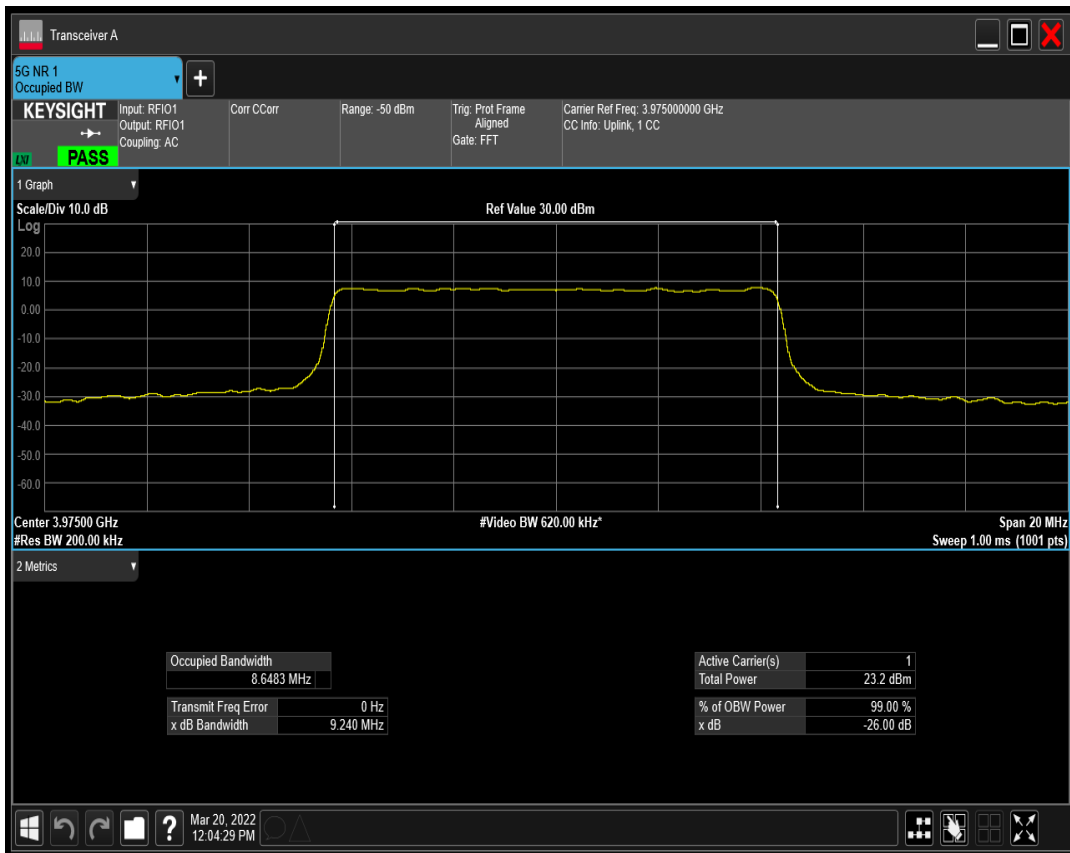 Transceiver A
5G NR 1
Occupied BW
KEYSIGHT
LXI
PASS
Input: RFIO1
Output: RFIO1
Coupling: AC
Corr CCorr
Range: -50 dBm
Trig: Prot Frame
Aligned
Gate: FFT
Carrier Ref Freq: 3.975000000 GHz
CC Info: Uplink, 1 CC
1 Graph
Scale/Div 10.0 dB
Ref Value 30.00 dBm
Log
20.0
10.0
0.00
-10.0
-20.0
-30.0
-40.0
-50.0
-60.0
Center 3.97500 GHz
#Video BW 620.00 kHz*
Span 20 MHz
#Res BW 200.00 kHz
Sweep 1.00 ms (1001 pts)
2 Metrics
Occupied Bandwidth
8.6483 MHz
Transmit Freq Error 0 Hz
x dB Bandwidth 9.240 MHz
Active Carrier(s) 1
Total Power 23.2 dBm
% of OBW Power 99.00 %
x dB -26.00 dB
?
Mar 20, 2022
12:04:29 PM